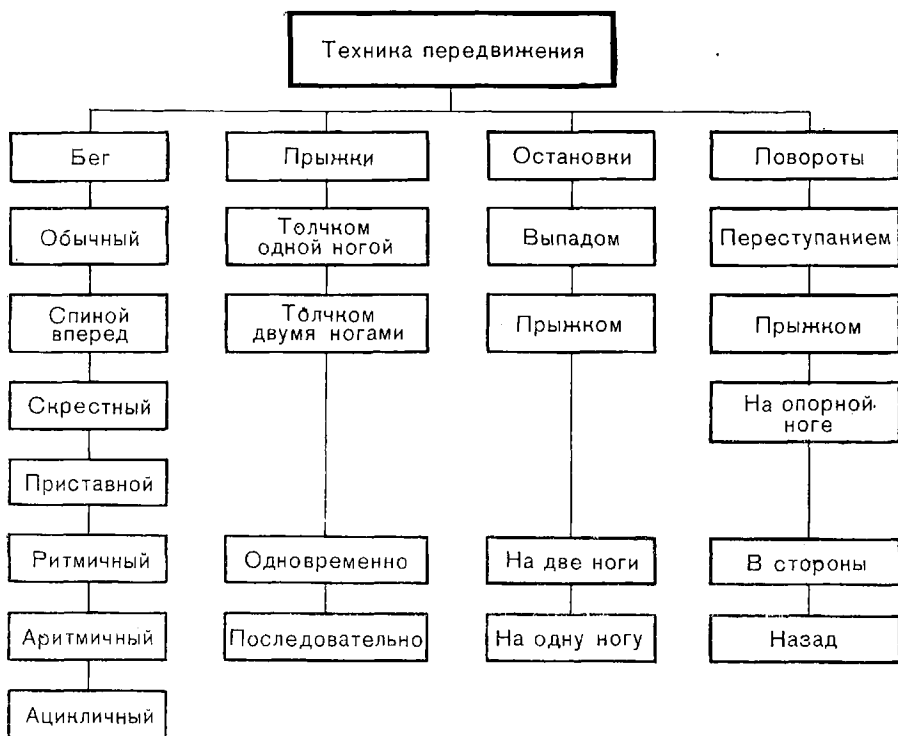 Техника передвижения
Бег
Прыжки
Остановки
Повороты
Обычный
Толчком
одной ногой
Выпадом
Переступанием
Спиной
вперед
Толчком
двумя ногами
Прыжком
Прыжком
Скрестный
На опорной
ноге
Приставной
Ритмичный
Одновременно
На две ноги
В стороны
Аритмичный
Последовательно
На одну ногу
Назад
Ацикличный